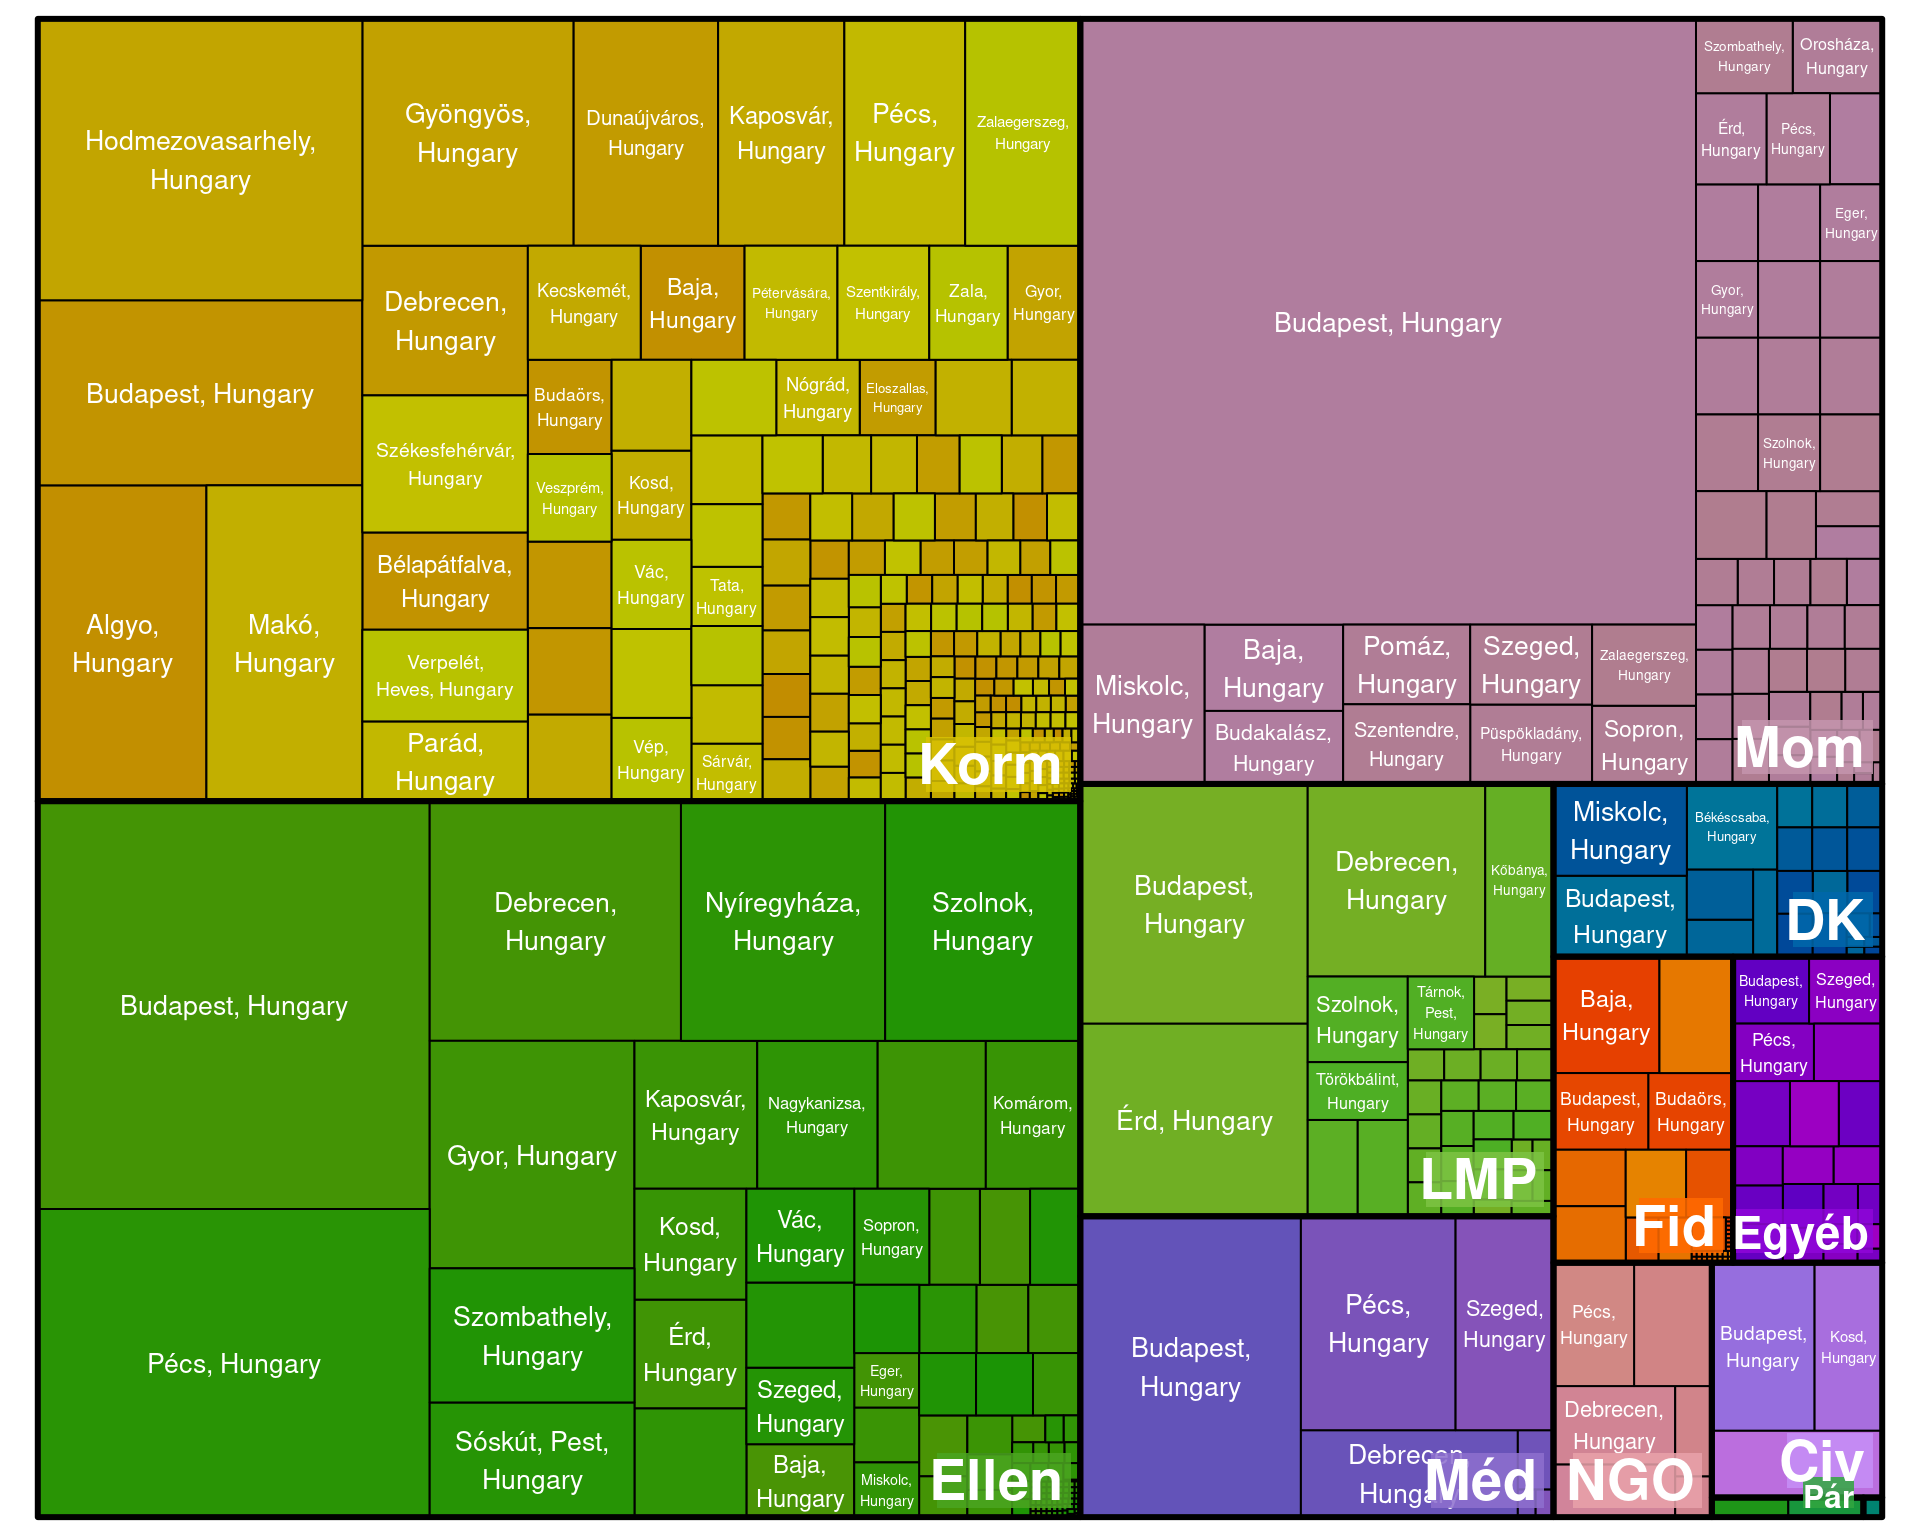 Hodmezovasarhely,
Hungary
Budapest, Hungary
Algyo,
Hungary
Makó,
Hungary
Gyöngyös,
Hungary
Dunaújváros,
Hungary
Kaposvár,
Hungary
Pécs,
Hungary
Zalaegerszeg,
Hungary
Debrecen,
Hungary
Kecskemét,
Hungary
Baja,
Hungary
Pétervására,
Hungary
Szentkirály,
Hungary
Zala,
Hungary
Gyor,
Hungary
Székesfehérvár,
Hungary
Budaörs,
Hungary
Nógrád,
Hungary
Eloszallas,
Hungary
Veszprém,
Hungary
Kosd,
Hungary
Bélapátfalva,
Hungary
Vác,
Hungary
Tata,
Hungary
Verpelét,
Heves, Hungary
Parád,
Hungary
Vép,
Hungary
Sárvár,
Hungary
Korm
Budapest, Hungary
Szombathely,
Hungary
Orosháza,
Hungary
Érd,
Hungary
Pécs,
Hungary
Eger,
Hungary
Gyor,
Hungary
Szolnok,
Hungary
Miskolc,
Hungary
Baja,
Hungary
Budakalász,
Hungary
Pomáz,
Hungary
Szentendre,
Hungary
Szeged,
Hungary
Püspökladány,
Hungary
Zalaegerszeg,
Hungary
Sopron,
Hungary
Mom
Budapest, Hungary
Pécs, Hungary
Debrecen,
Hungary
Nyíregyháza,
Hungary
Szolnok,
Hungary
Gyor, Hungary
Kaposvár,
Hungary
Nagykanizsa,
Hungary
Komárom,
Hungary
Kosd,
Hungary
Vác,
Hungary
Sopron,
Hungary
Szombathely,
Hungary
Érd,
Hungary
Szeged,
Hungary
Eger,
Hungary
Sóskút, Pest,
Hungary
Baja,
Hungary
Miskolc,
Hungary
Ellen
Budapest,
Hungary
Debrecen,
Hungary
Kőbánya,
Hungary
Érd, Hungary
Szolnok,
Hungary
Tárnok,
Pest,
Hungary
Törökbálint,
Hungary
LMP
Miskolc,
Hungary
Békéscsaba,
Hungary
Budapest,
Hungary
DK
Baja,
Hungary
Budapest,
Hungary
Budaörs,
Hungary
Fid
Budapest,
Hungary
Szeged,
Hungary
Pécs,
Hungary
Egyéb
Budapest,
Hungary
Pécs,
Hungary
Szeged,
Hungary
Debrecen,
Hungary
Méd
Pécs,
Hungary
Debrecen,
Hungary
NGO
Budapest,
Hungary
Kosd,
Hungary
Civ
Pár